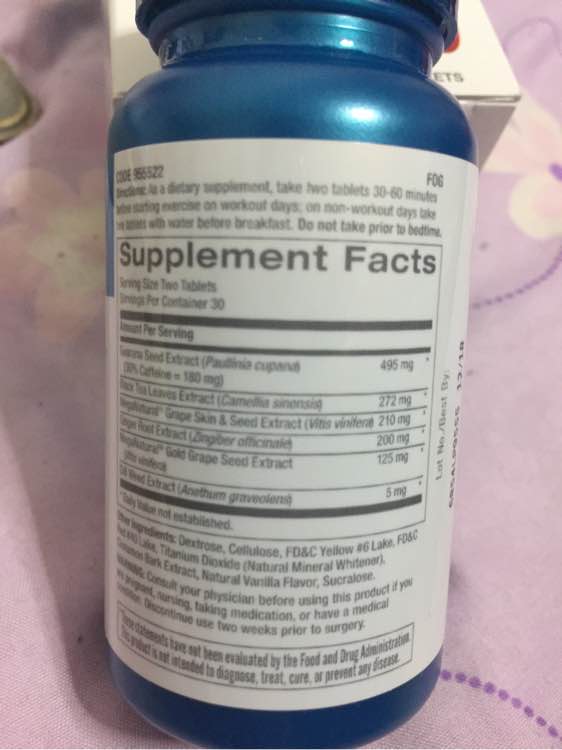 ETS
CODE 955522
FOG
Directions: As a dietary supplement, take two tablets 30-60 minutes
before starting exercise on workout days; on non-workout days take
two tablets with water before breakfast. Do not take prior to bedtime.
Supplement Facts
Serving Size Two Tablets
Servings Per Container 30
Amount Per Serving
Guarana Seed Extract (Paullinia cupana) 495 mg *
(30% Caffeine = 180 mg)
Black Tea Leaves Extract (Camellia sinensis) 272 mg *
MegaNatural™ Grape Skin & Seed Extract (Vitis vinifera) 210 mg *
Ginger Root Extract (Zingiber officinale) 200 mg *
MegaNatural™ Gold Grape Seed Extract 125 mg *
(Vitis vinifera)
Dill Weed Extract (Anethum graveolens) 5 mg *
* Daily Value not established.
Other Ingredients: Dextrose, Cellulose, FD&C Yellow #6 Lake, FD&C
Red #40 Lake, Titanium Dioxide (Natural Mineral Whitener),
Cinnamon Bark Extract, Natural Vanilla Flavor, Sucralose.
WARNING: Consult your physician before using this product if you
are pregnant, nursing, taking medication, or have a medical
condition. Discontinue use two weeks prior to surgery.
These statements have not been evaluated by the Food and Drug Administration.
This product is not intended to diagnose, treat, cure, or prevent any disease.
Lot No./Best By:
12/18